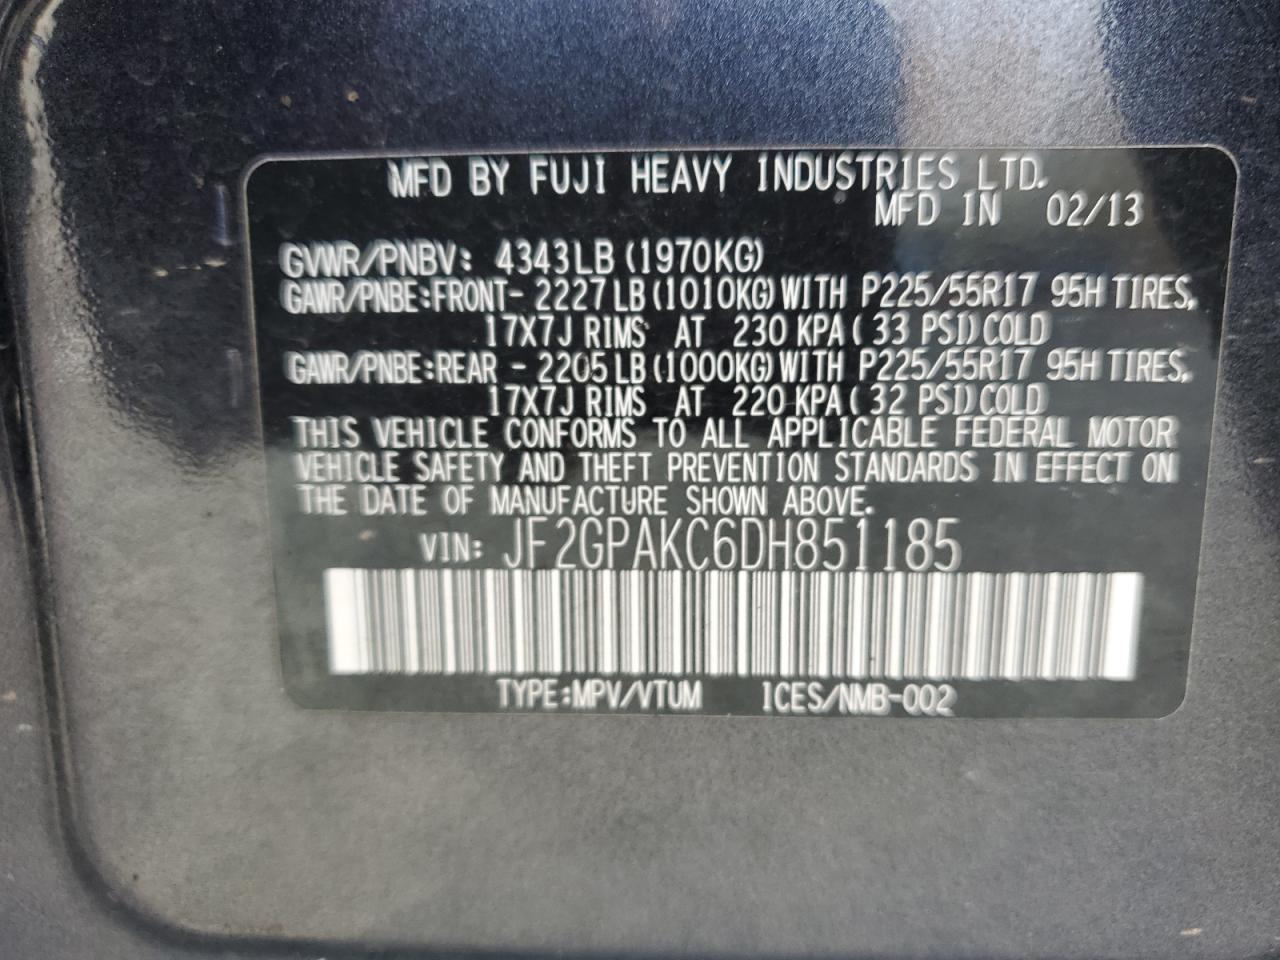 MFD BY FUJI HEAVY INDUSTRIES LTD.
MFD IN 02/13
GVWR/PNBV: 4343LB (1970KG)
GAWR/PNBE:FRONT- 2227 LB (1010KG) WITH P225/55R17 95H TIRES,
17X7J RIMS AT 230 KPA ( 33 PSI) COLD
GAWR/PNBE:REAR - 2205 LB (1000KG) WITH P225/55R17 95H TIRES,
17X7J RIMS AT 220 KPA ( 32 PSI) COLD
THIS VEHICLE CONFORMS TO ALL APPLICABLE FEDERAL MOTOR
VEHICLE SAFETY AND THEFT PREVENTION STANDARDS IN EFFECT ON
THE DATE OF MANUFACTURE SHOWN ABOVE.
VIN: JF2GPAKC6DH851185
TYPE:MPV/VTUM ICES/NMB-002